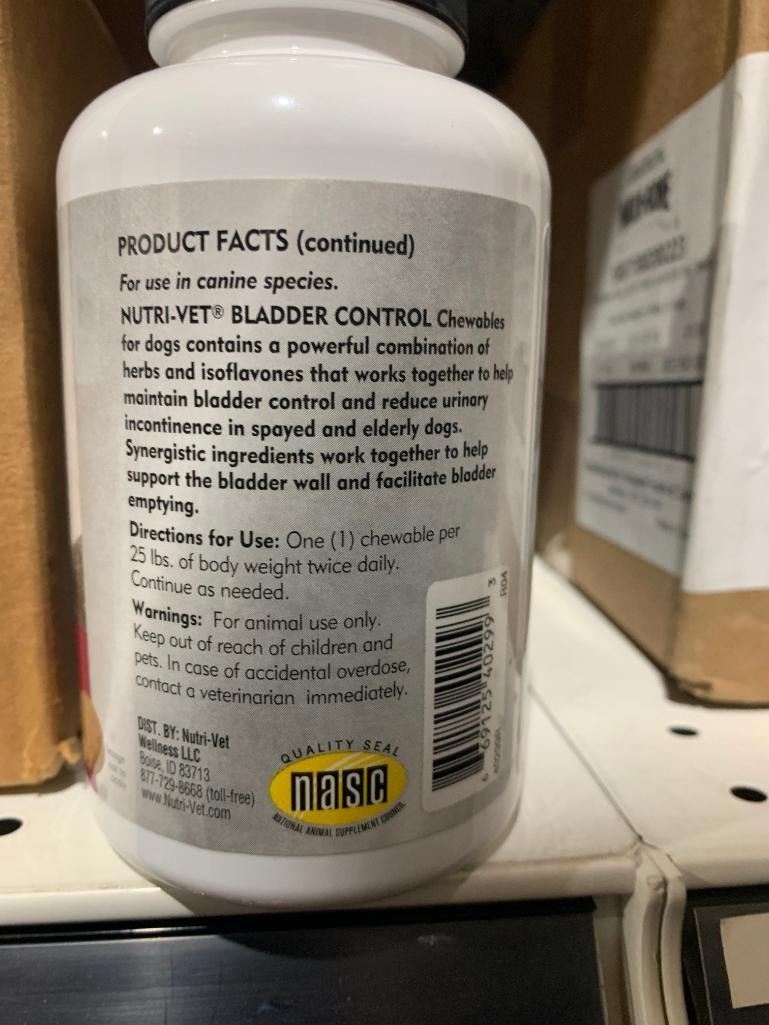 PRODUCT FACTS (continued)
For use in canine species.
NUTRI-VET® BLADDER CONTROL Chewables
for dogs contains a powerful combination of
herbs and isoflavones that works together to help
maintain bladder control and reduce urinary
incontinence in spayed and elderly dogs.
Synergistic ingredients work together to help
support the bladder wall and facilitate bladder
emptying.
Directions for Use: One (1) chewable per
25 lbs. of body weight twice daily.
Continue as needed.
Warnings: For animal use only.
Keep out of reach of children and
pets. In case of accidental overdose,
contact a veterinarian immediately.
DIST. BY: Nutri-Vet
Wellness LLC
Boise, ID 83713
877-729-8668 (toll-free)
www.Nutri-Vet.com
QUALITY SEAL
nasc
NATIONAL ANIMAL SUPPLEMENT COUNCIL
6 69125 40299 3